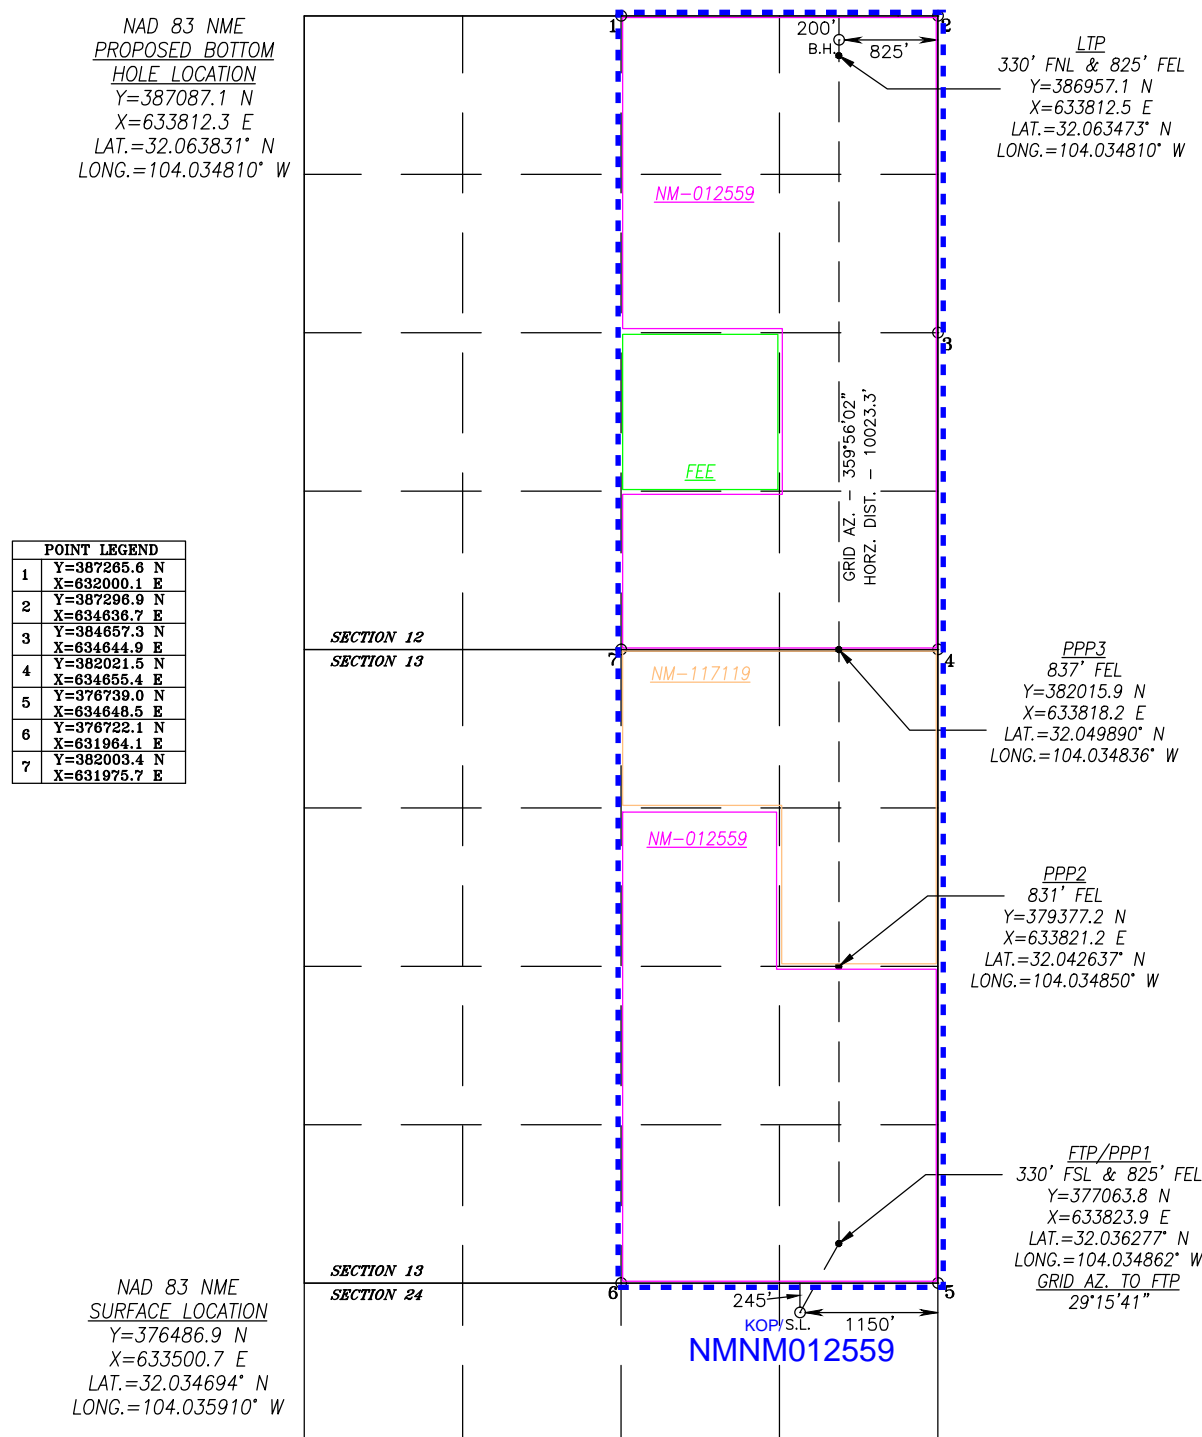 NAD 83 NME
PROPOSED BOTTOM
HOLE LOCATION
Y=387087.1 N
X=633812.3 E
LAT.=32.063831° N
LONG.=104.034810° W
1
2
200'
B.H.
825'
LTP
330' FNL & 825' FEL
Y=386957.1 N
X=633812.5 E
LAT.=32.063473° N
LONG.=104.034810° W
NM-012559
3
FEE
GRID AZ. - 359°56'02"
HORZ. DIST. - 10023.3'
POINT LEGEND
1 Y=387265.6 N
X=632000.1 E
2 Y=387296.9 N
X=634636.7 E
3 Y=384657.3 N
X=634644.9 E
4 Y=382021.5 N
X=634655.4 E
5 Y=376739.0 N
X=634648.5 E
6 Y=376722.1 N
X=631964.1 E
7 Y=382003.4 N
X=631975.7 E
SECTION 12
SECTION 13
7
4
NM-117119
PPP3
837' FEL
Y=382015.9 N
X=633818.2 E
LAT.=32.049890° N
LONG.=104.034836° W
NM-012559
PPP2
831' FEL
Y=379377.2 N
X=633821.2 E
LAT.=32.042637° N
LONG.=104.034850° W
FTP/PPP1
330' FSL & 825' FEL
Y=377063.8 N
X=633823.9 E
LAT.=32.036277° N
LONG.=104.034862° W
GRID AZ. TO FTP
29°15'41"
SECTION 13
SECTION 24
6
5
245'
KOP/S.L.
1150'
NMNM012559
NAD 83 NME
SURFACE LOCATION
Y=376486.9 N
X=633500.7 E
LAT.=32.034694° N
LONG.=104.035910° W